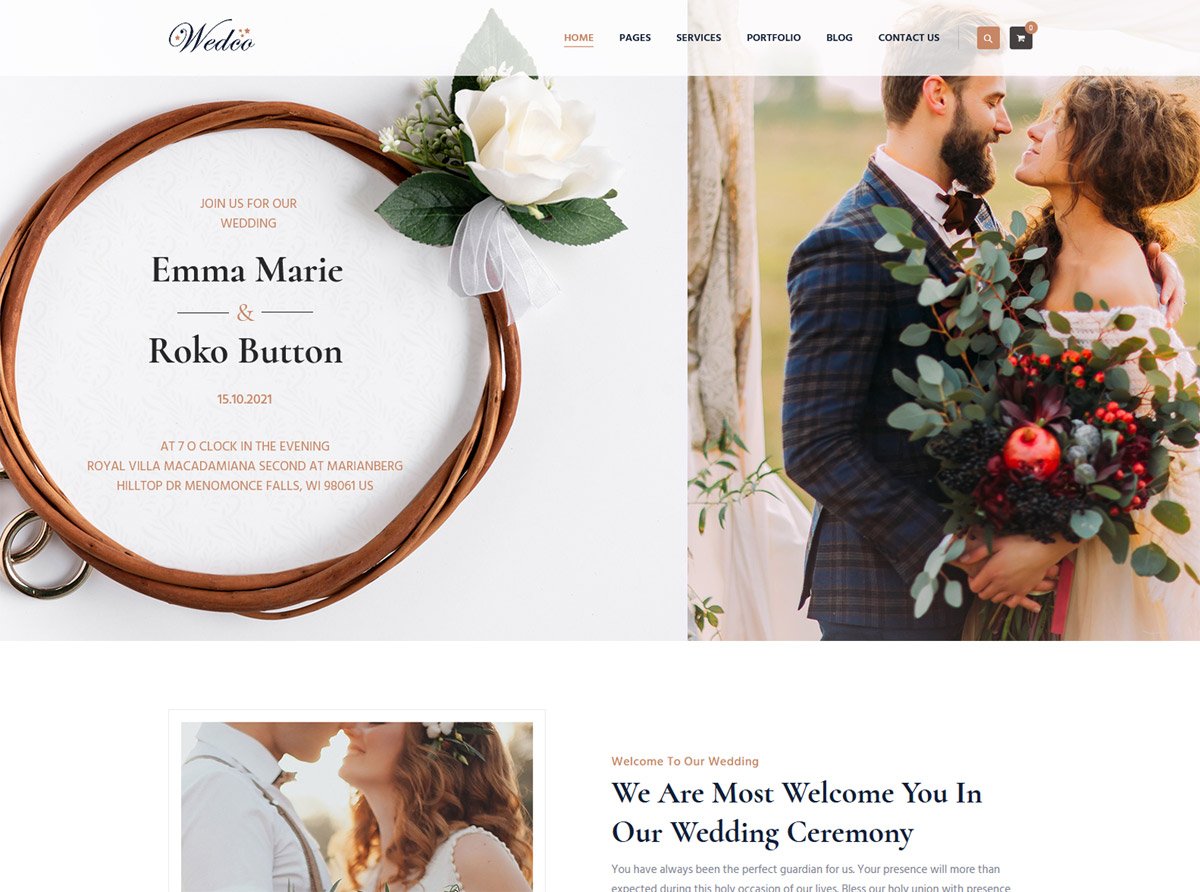 Wedco
HOME PAGES SERVICES PORTFOLIO BLOG CONTACT US 0
JOIN US FOR OUR
WEDDING
Emma Marie
&
Roko Button
15.10.2021
AT 7 O CLOCK IN THE EVENING
ROYAL VILLA MACADAMIANA SECOND AT MARIANBERG
HILLTOP DR MENOMONCE FALLS, WI 98061 US
Welcome To Our Wedding
We Are Most Welcome You In
Our Wedding Ceremony
You have always been the perfect guardian for us. Your presence will more than
expected during this holy occasion of our lives. Bless our holy union with presence